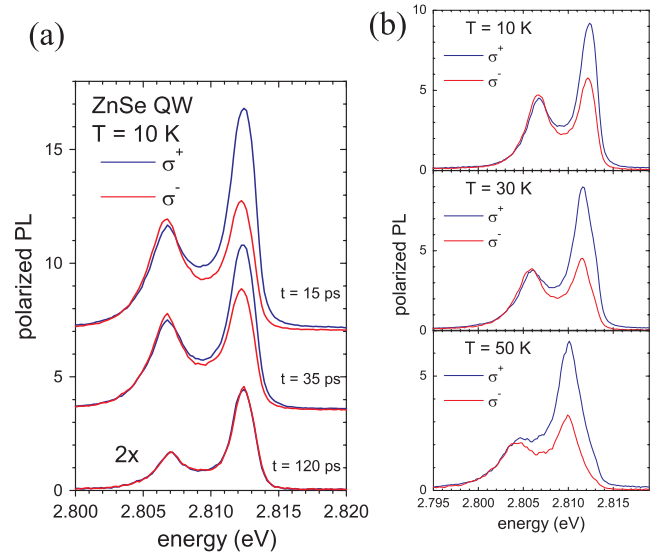 (a)
ZnSe QW
T = 10 K
σ+
σ-
t = 15 ps
t = 35 ps
2x
t = 120 ps
15
10
5
0
polarized PL
2.800 2.805 2.810 2.815 2.820
energy (eV)
(b)
T = 10 K
σ+
σ-
10
5
0
T = 30 K
σ+
σ-
5
0
polarized PL
T = 50 K
σ+
σ-
5
0
2.795 2.800 2.805 2.810 2.815
energy (eV)